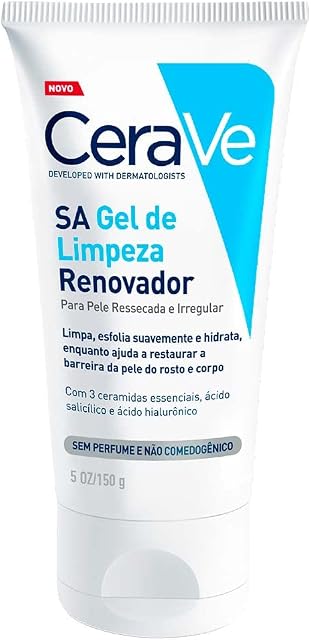 NOVO
CeraVe
DEVELOPED WITH DERMATOLOGISTS
SA Gel de
Limpeza
Renovador
Para Pele Ressecada e Irregular
Limpa, esfolia suavemente e hidrata,
enquanto ajuda a restaurar a
barreira da pele do rosto e corpo
Com 3 ceramidas essenciais, ácido
salicílico e ácido hialurônico
SEM PERFUME E NÃO COMEDOGÊNICO
5 OZ/150 g